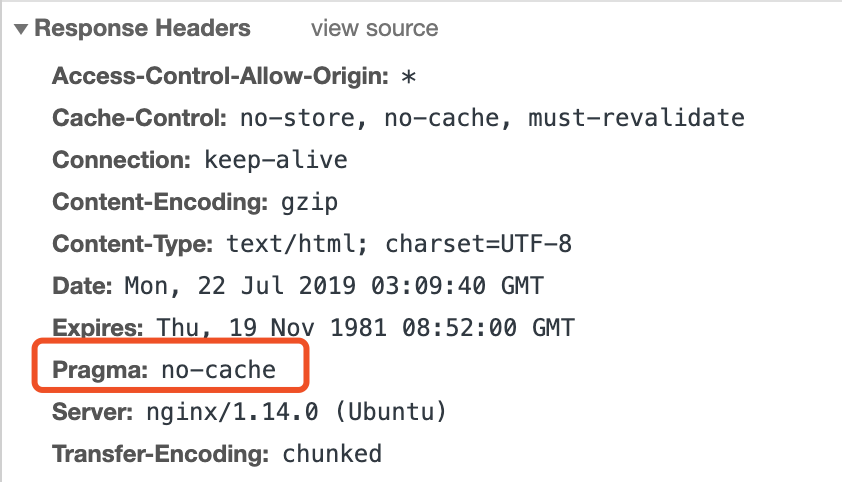 Response Headers view source
Access-Control-Allow-Origin: *
Cache-Control: no-store, no-cache, must-revalidate
Connection: keep-alive
Content-Encoding: gzip
Content-Type: text/html; charset=UTF-8
Date: Mon, 22 Jul 2019 03:09:40 GMT
Expires: Thu, 19 Nov 1981 08:52:00 GMT
Pragma: no-cache
Server: nginx/1.14.0 (Ubuntu)
Transfer-Encoding: chunked